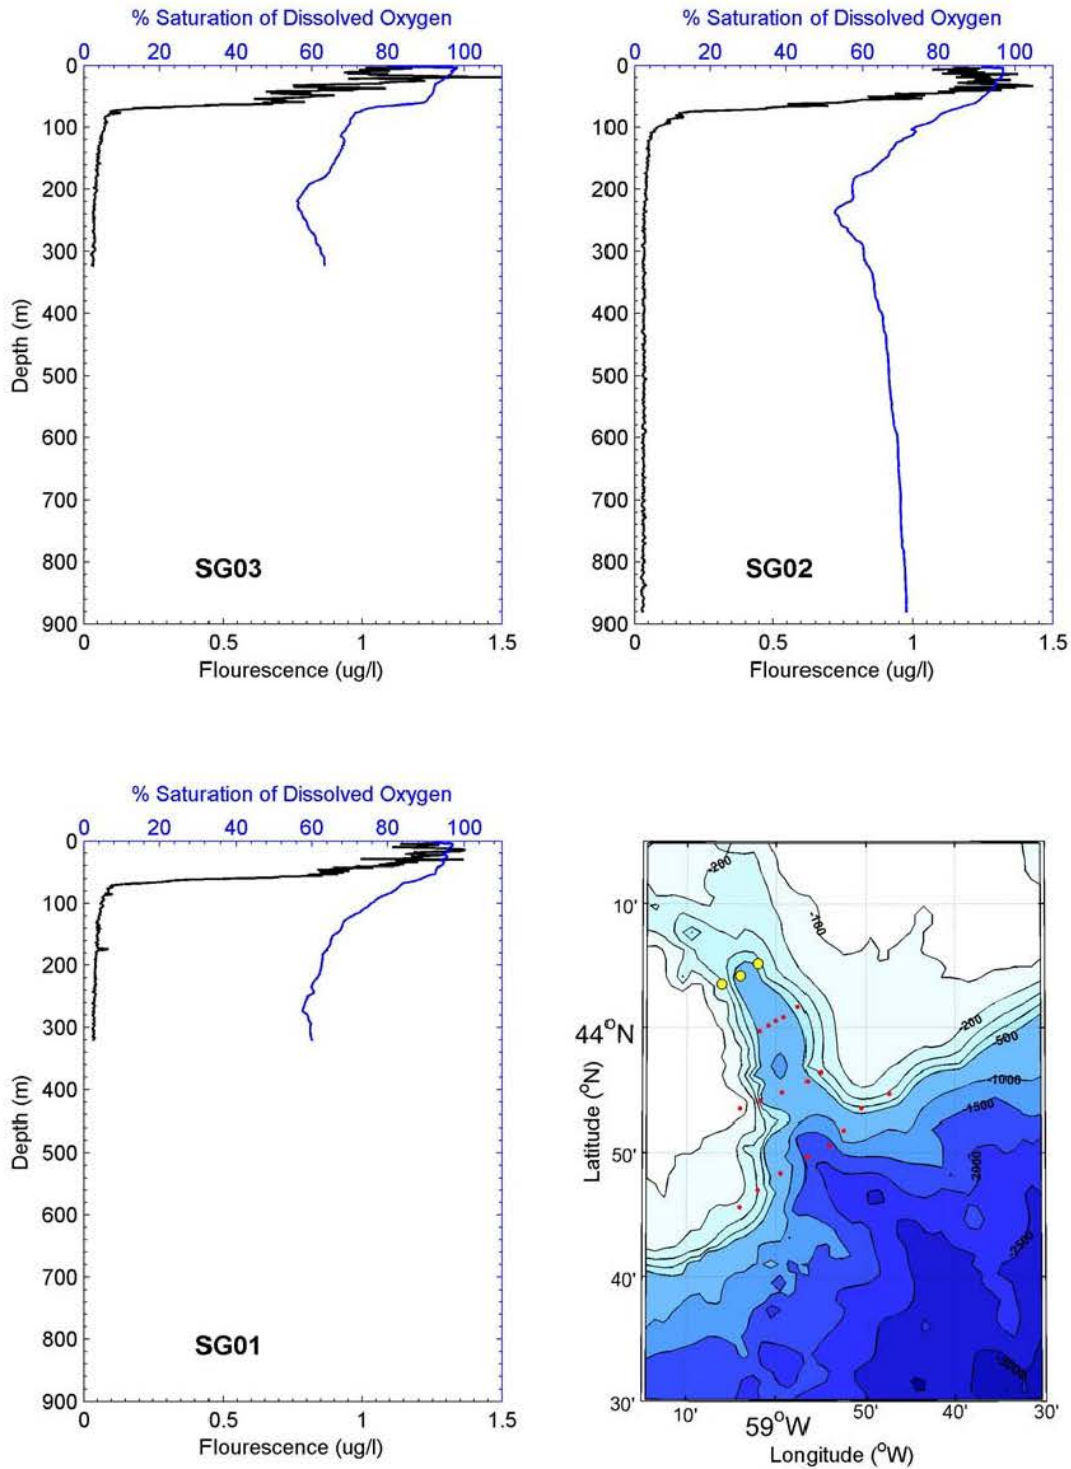 % Saturation of Dissolved Oxygen
0 20 40 60 80 100
0
100
200
300
400
500
600
700
800
900
Depth (m)
SG03
0 0.5 1 1.5
Flourescence (ug/l)
% Saturation of Dissolved Oxygen
0 20 40 60 80 100
0
100
200
300
400
500
600
700
800
900
SG02
0 0.5 1 1.5
Flourescence (ug/l)
% Saturation of Dissolved Oxygen
0 20 40 60 80 100
0
100
200
300
400
500
600
700
800
900
Depth (m)
SG01
0 0.5 1 1.5
Flourescence (ug/l)
-200
-100
10'
44°N
50'
40'
30'
Latitude (°N)
-200
-500
-1000
-1500
-2000
-2500
-3000
10' 59°W 50' 40' 30'
Longitude (°W)